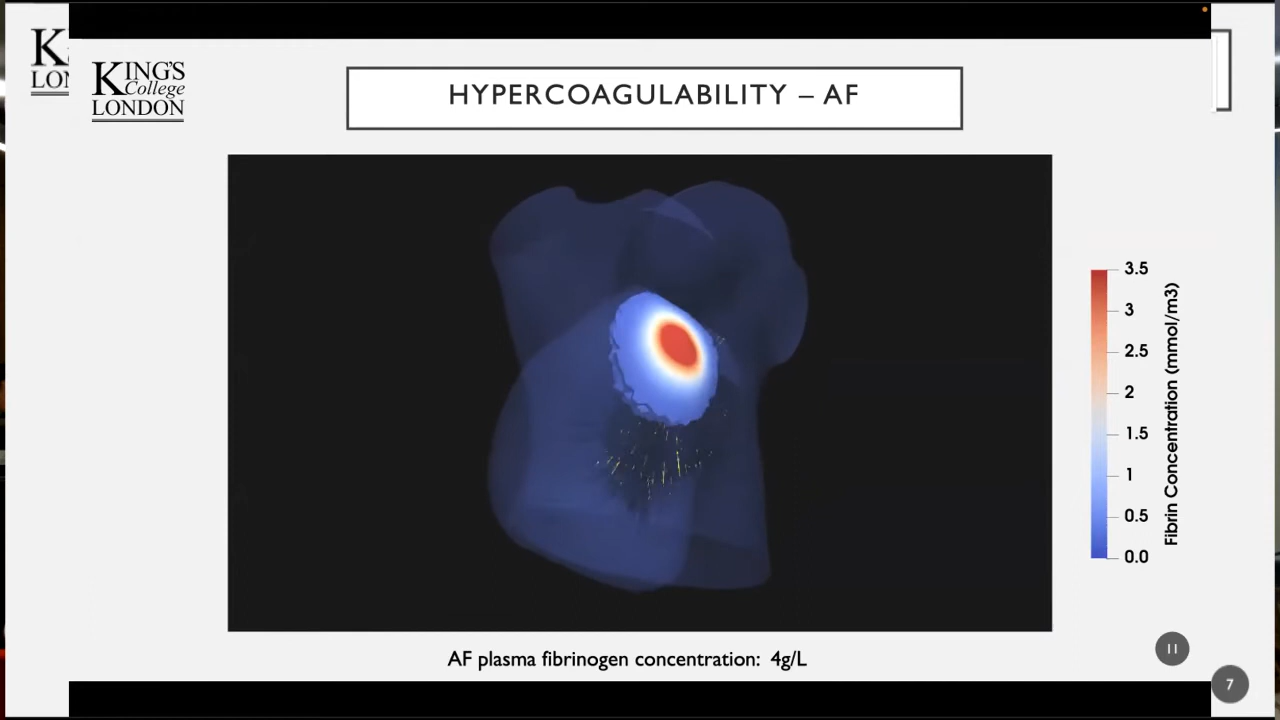 K
LON
KING'S
College
LONDON
HYPERCOAGULABILITY – AF
3.5
3
2.5
2
1.5
1
0.5
0.0
Fibrin Concentration (mmol/m3)
AF plasma fibrinogen concentration: 4g/L
7